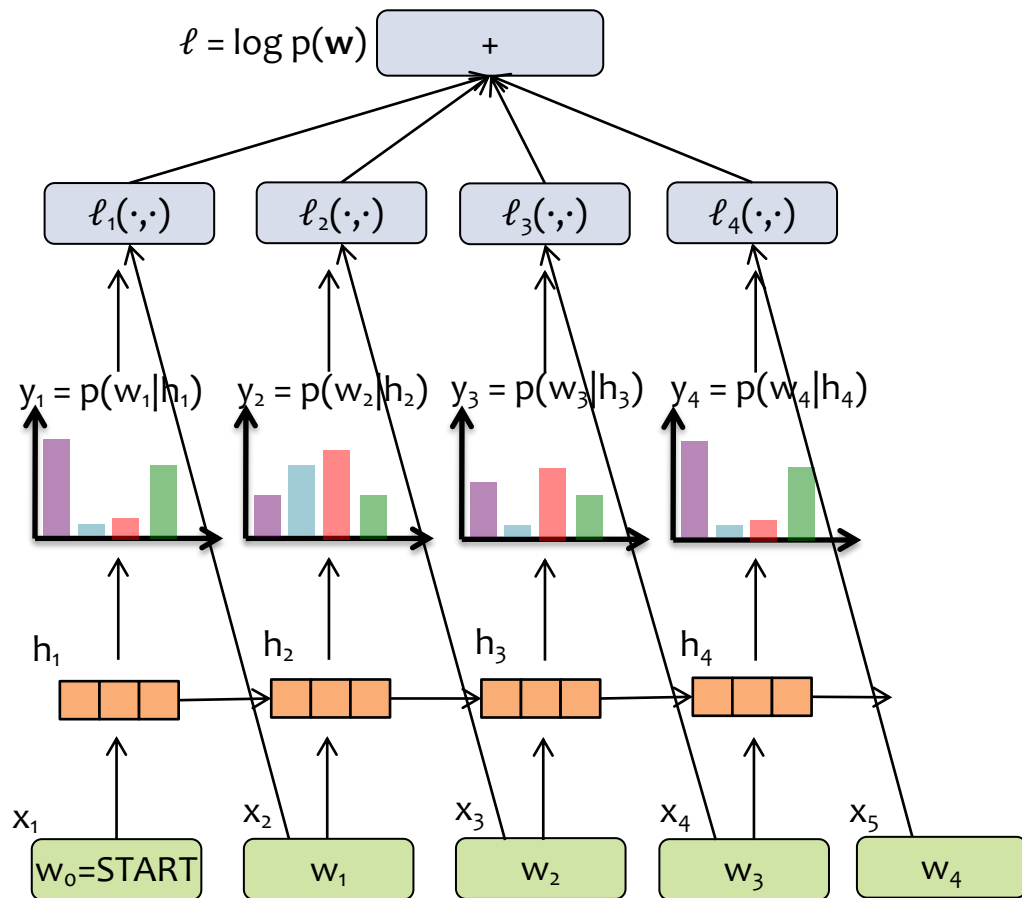 ℓ = log p(w) +
ℓ₁(·,·) ℓ₂(·,·) ℓ₃(·,·) ℓ₄(·,·)
y₁ = p(w₁|h₁) y₂ = p(w₂|h₂) y₃ = p(w₃|h₃) y₄ = p(w₄|h₄)
h₁ h₂ h₃ h₄
x₁ x₂ x₃ x₄ x₅
w₀=START w₁ w₂ w₃ w₄